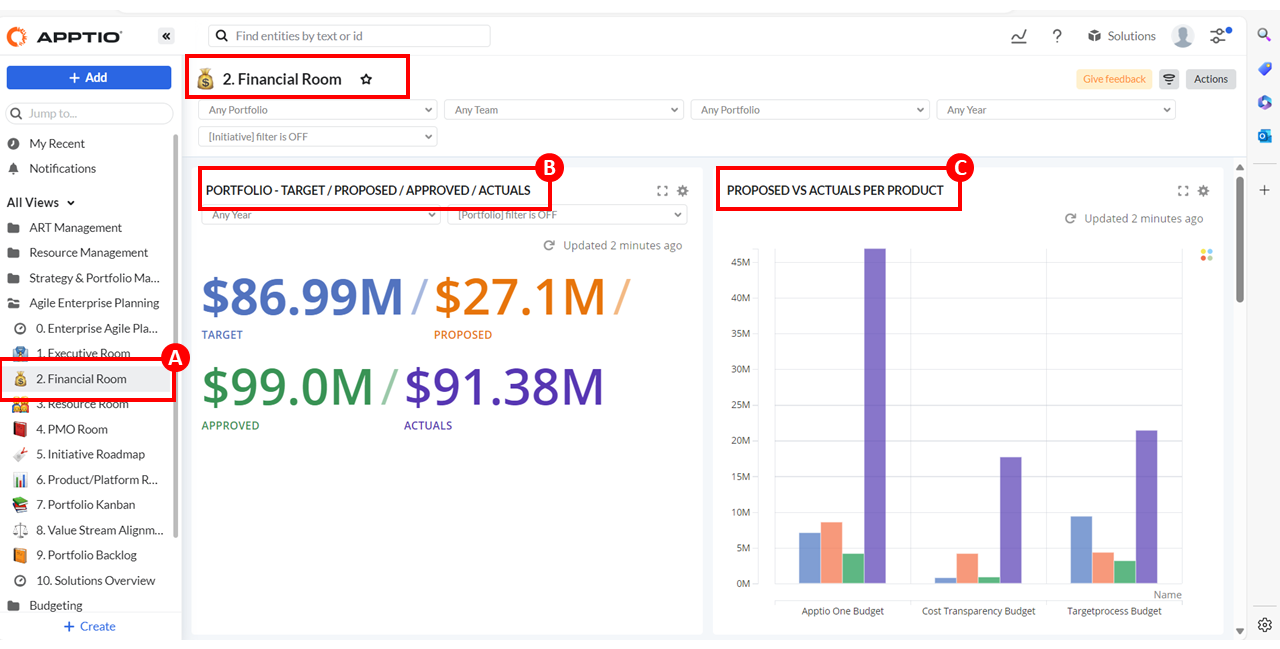 APPTIO
«
Find entities by text or id
?
Solutions
+ Add
Jump to...
My Recent
Notifications
All Views
ART Management
Resource Management
Strategy & Portfolio Ma...
Agile Enterprise Planning
0. Enterprise Agile Pla...
1. Executive Room
A
2. Financial Room
3. Resource Room
4. PMO Room
5. Initiative Roadmap
6. Product/Platform R...
7. Portfolio Kanban
8. Value Stream Alignm...
9. Portfolio Backlog
10. Solutions Overview
Budgeting
+ Create
2. Financial Room
Give feedback
Actions
Any Portfolio
Any Team
Any Portfolio
Any Year
[Initiative] filter is OFF
B
PORTFOLIO - TARGET / PROPOSED / APPROVED / ACTUALS
Any Year
[Portfolio] filter is OFF
Updated 2 minutes ago
$86.99M / $27.1M /
TARGET
PROPOSED
$99.0M / $91.38M
APPROVED
ACTUALS
C
PROPOSED VS ACTUALS PER PRODUCT
Updated 2 minutes ago
45M
40M
35M
30M
25M
20M
15M
10M
5M
0M
Name
Apptio One Budget
Cost Transparency Budget
Targetprocess Budget